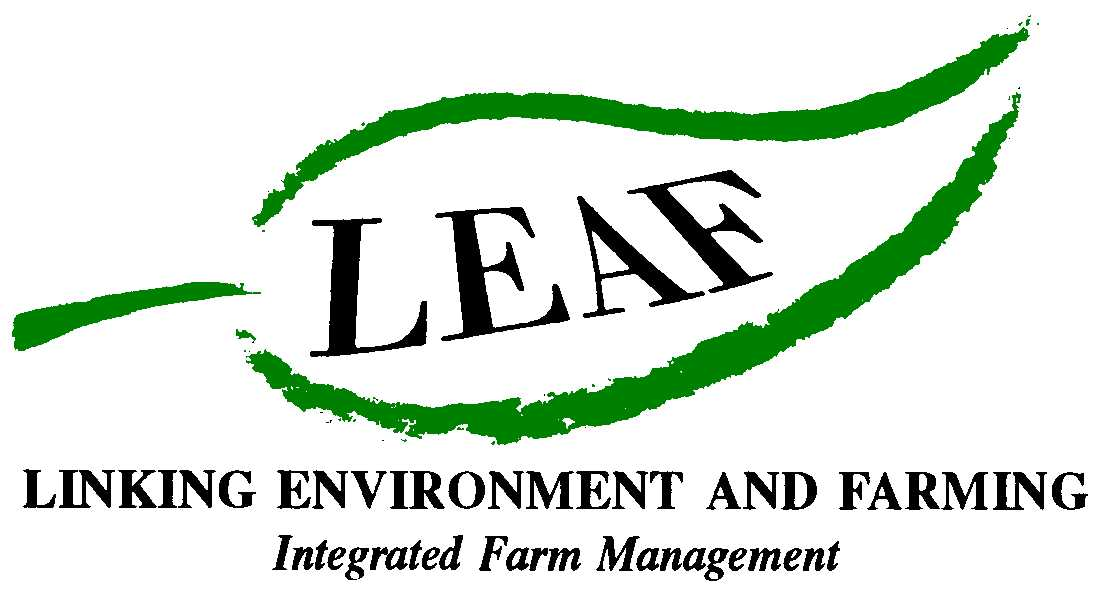 LEAF
LINKING ENVIRONMENT AND FARMING
Integrated Farm Management